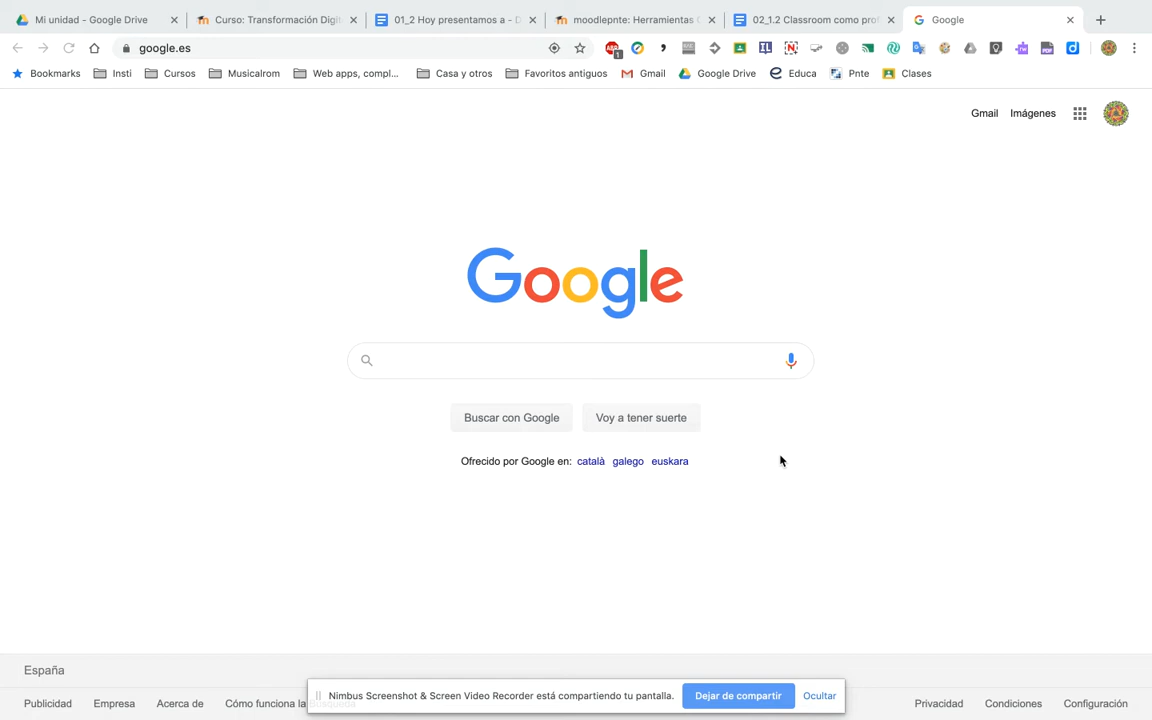 Mi unidad - Google Drive
Curso: Transformación Digit
01_2 Hoy presentamos a - D
moodlepnte: Herramientas
02_1.2 Classroom como prof
Google
google.es
ABP
1
Bookmarks
Insti
Cursos
Musicalrom
Web apps, compl...
Casa y otros
Favoritos antiguos
Gmail
Google Drive
Educa
Pnte
Clases
Gmail
Imágenes
Google
Buscar con Google
Voy a tener suerte
Ofrecido por Google en: català galego euskara
España
Nimbus Screenshot & Screen Video Recorder está compartiendo tu pantalla.
Dejar de compartir
Ocultar
Publicidad
Empresa
Acerca de
Cómo funciona la
Privacidad
Condiciones
Configuración